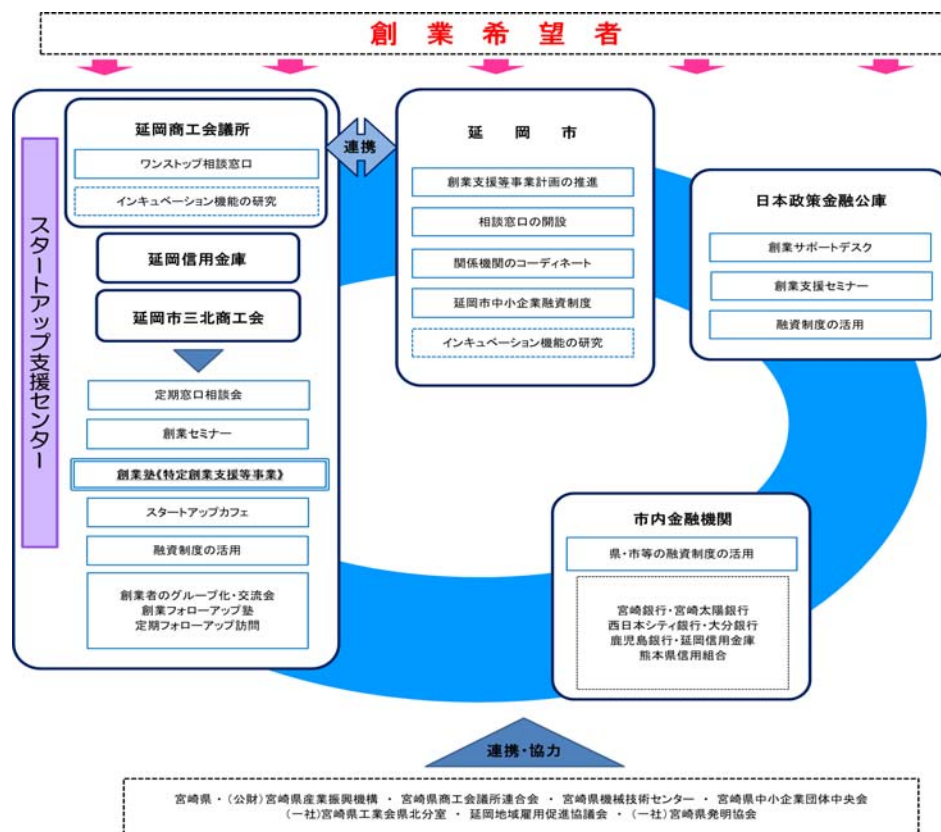 創業希望者
スタートアップ支援センター
延岡商工会議所
ワンストップ相談窓口
インキュベーション機能の研究
延岡信用金庫
延岡市三北商工会
定期窓口相談会
創業セミナー
創業塾《特定創業支援等事業》
スタートアップカフェ
融資制度の活用
創業者のグループ化・交流会
創業フォローアップ塾
定期フォローアップ訪問
連携
延岡市
創業支援等事業計画の推進
相談窓口の開設
関係機関のコーディネート
延岡市中小企業融資制度
インキュベーション機能の研究
日本政策金融公庫
創業サポートデスク
創業支援セミナー
融資制度の活用
市内金融機関
県・市等の融資制度の活用
宮崎銀行・宮崎太陽銀行
西日本シティ銀行・大分銀行
鹿児島銀行・延岡信用金庫
熊本県信用組合
連携・協力
宮崎県・(公財)宮崎県産業振興機構 ・ 宮崎県商工会議所連合会 ・ 宮崎県機械技術センター ・ 宮崎県中小企業団体中央会
(一社)宮崎県工業会県北分室 ・ 延岡地域雇用促進協議会 ・ (一社)宮崎県発明協会